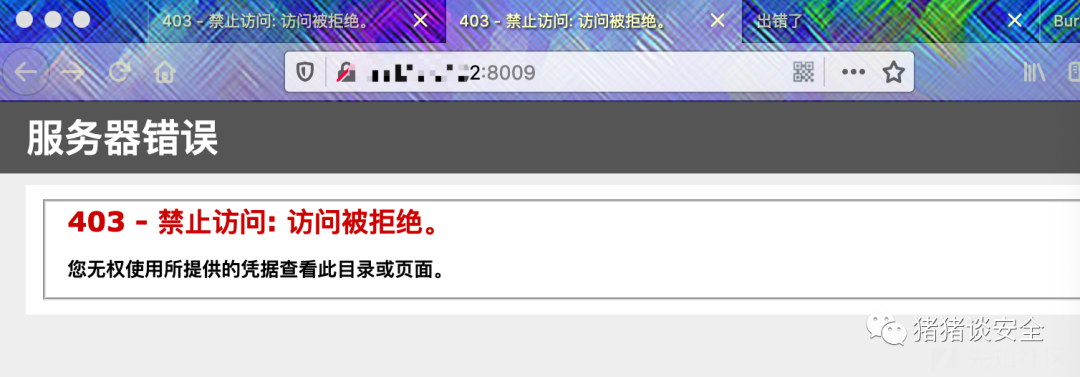 403 - 禁止访问: 访问被拒绝。
403 - 禁止访问: 访问被拒绝。
出错了
Bur
2:8009
服务器错误
403 - 禁止访问: 访问被拒绝。
您无权使用所提供的凭据查看此目录或页面。
猪猪谈安全